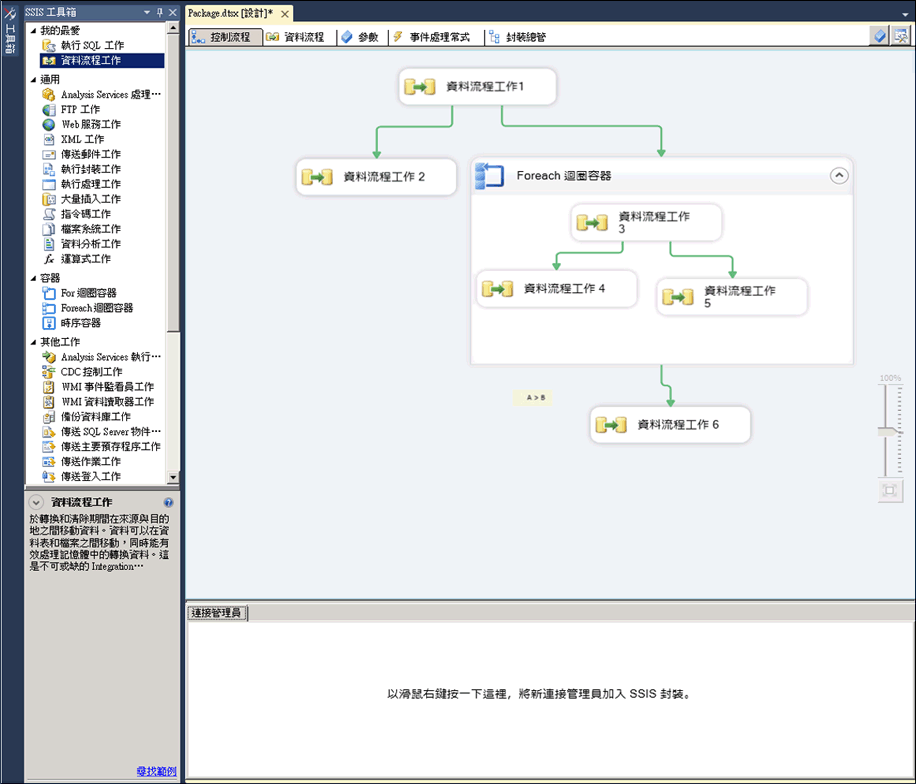 SSIS 工具箱
工具箱
我的最愛
執行 SQL 工作
資料流程工作
通用
Analysis Services 處理⋯
FTP 工作
Web 服務工作
XML 工作
傳送郵件工作
執行封裝工作
執行處理工作
大量插入工作
指令碼工作
檔案系統工作
資料分析工作
運算式工作
容器
For 迴圈容器
Foreach 迴圈容器
時序容器
其他工作
Analysis Services 執行⋯
CDC 控制工作
WMI 事件監看員工作
WMI 資料讀取器工作
備份資料庫工作
傳送 SQL Server 物件⋯
傳送主要預存程序工作
傳送作業工作
傳送登入工作
資料流程工作
於轉換和清除期間在來源與目的
地之間移動資料。資料可以在資
料表和檔案之間移動，同時能有
效處理記憶體中的轉換資料。這
是不可或缺的 Integration⋯
尋找範例
Package.dtsx [設計]*
控制流程
資料流程
參數
事件處理常式
封裝總管
資料流程工作1
資料流程工作 2
Foreach 迴圈容器
資料流程工作
3
資料流程工作 4
資料流程工作
5
A > B
資料流程工作 6
100%
連接管理員
以滑鼠右鍵按一下這裡，將新連接管理員加入 SSIS 封裝。